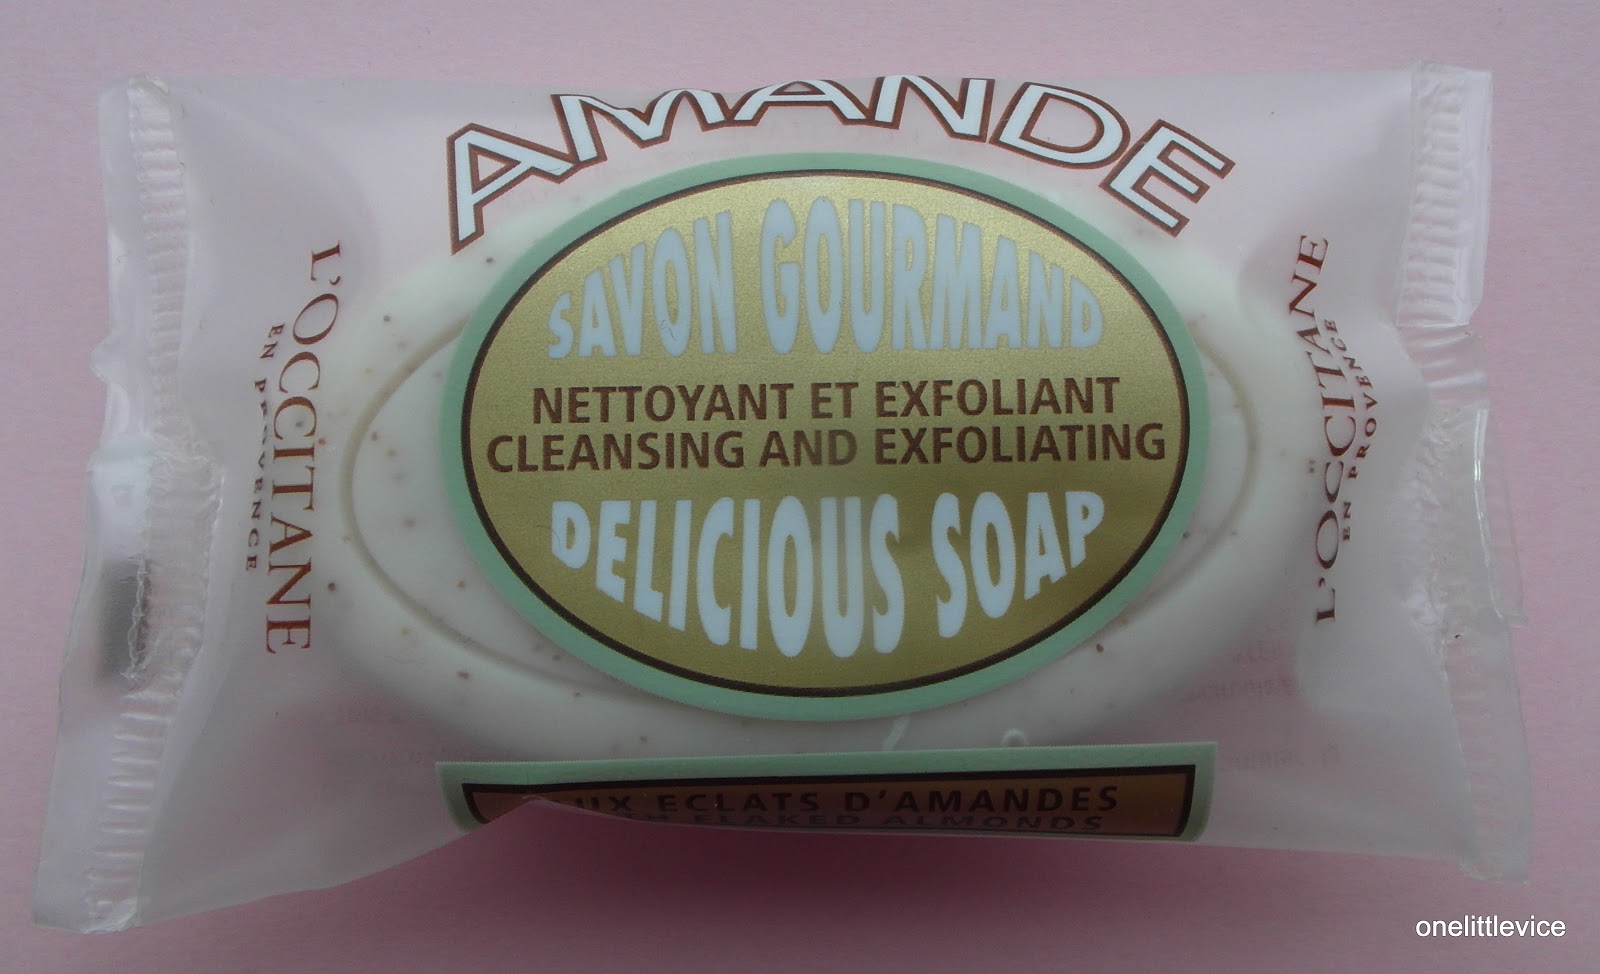 AMANDE
SAVON GOURMAND
NETTOYANT ET EXFOLIANT
CLEANSING AND EXFOLIATING
DELICIOUS SOAP
L'OCCITANE
EN PROVENCE
L'OCCITANE
EN PROVENCE
ECLATS D'AMANDES
FLAKED ALMONDS
onelittlevice